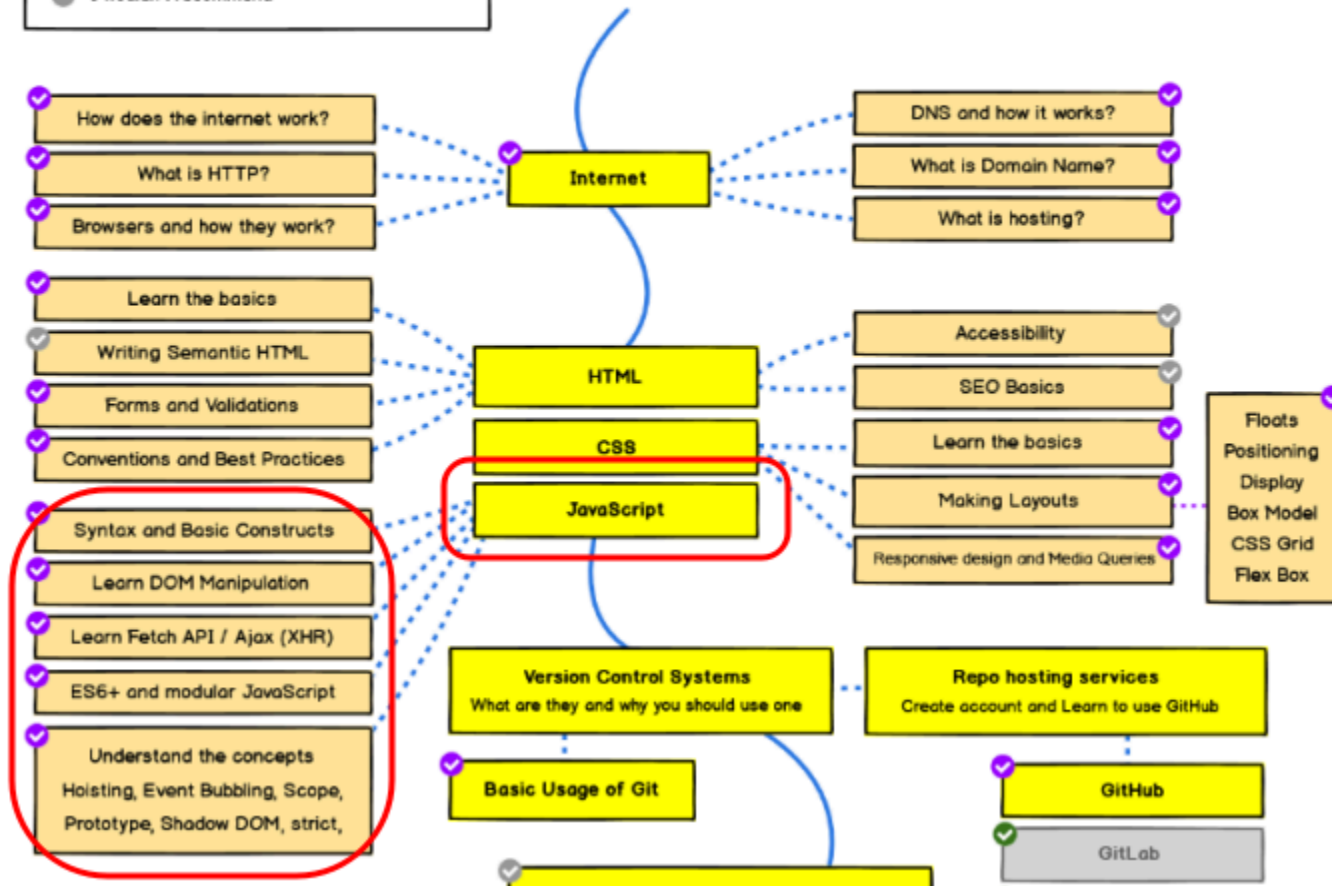 How does the internet work?
What is HTTP?
Browsers and how they work?
Internet
DNS and how it works?
What is Domain Name?
What is hosting?
Learn the basics
Writing Semantic HTML
Forms and Validations
Conventions and Best Practices
HTML
CSS
JavaScript
Accessibility
SEO Basics
Learn the basics
Making Layouts
Responsive design and Media Queries
Floats
Positioning
Display
Box Model
CSS Grid
Flex Box
Syntax and Basic Constructs
Learn DOM Manipulation
Learn Fetch API / Ajax (XHR)
ES6+ and modular JavaScript
Understand the concepts
Hoisting, Event Bubbling, Scope,
Prototype, Shadow DOM, strict,
Version Control Systems
What are they and why you should use one
Repo hosting services
Create account and Learn to use GitHub
Basic Usage of Git
GitHub
GitLab